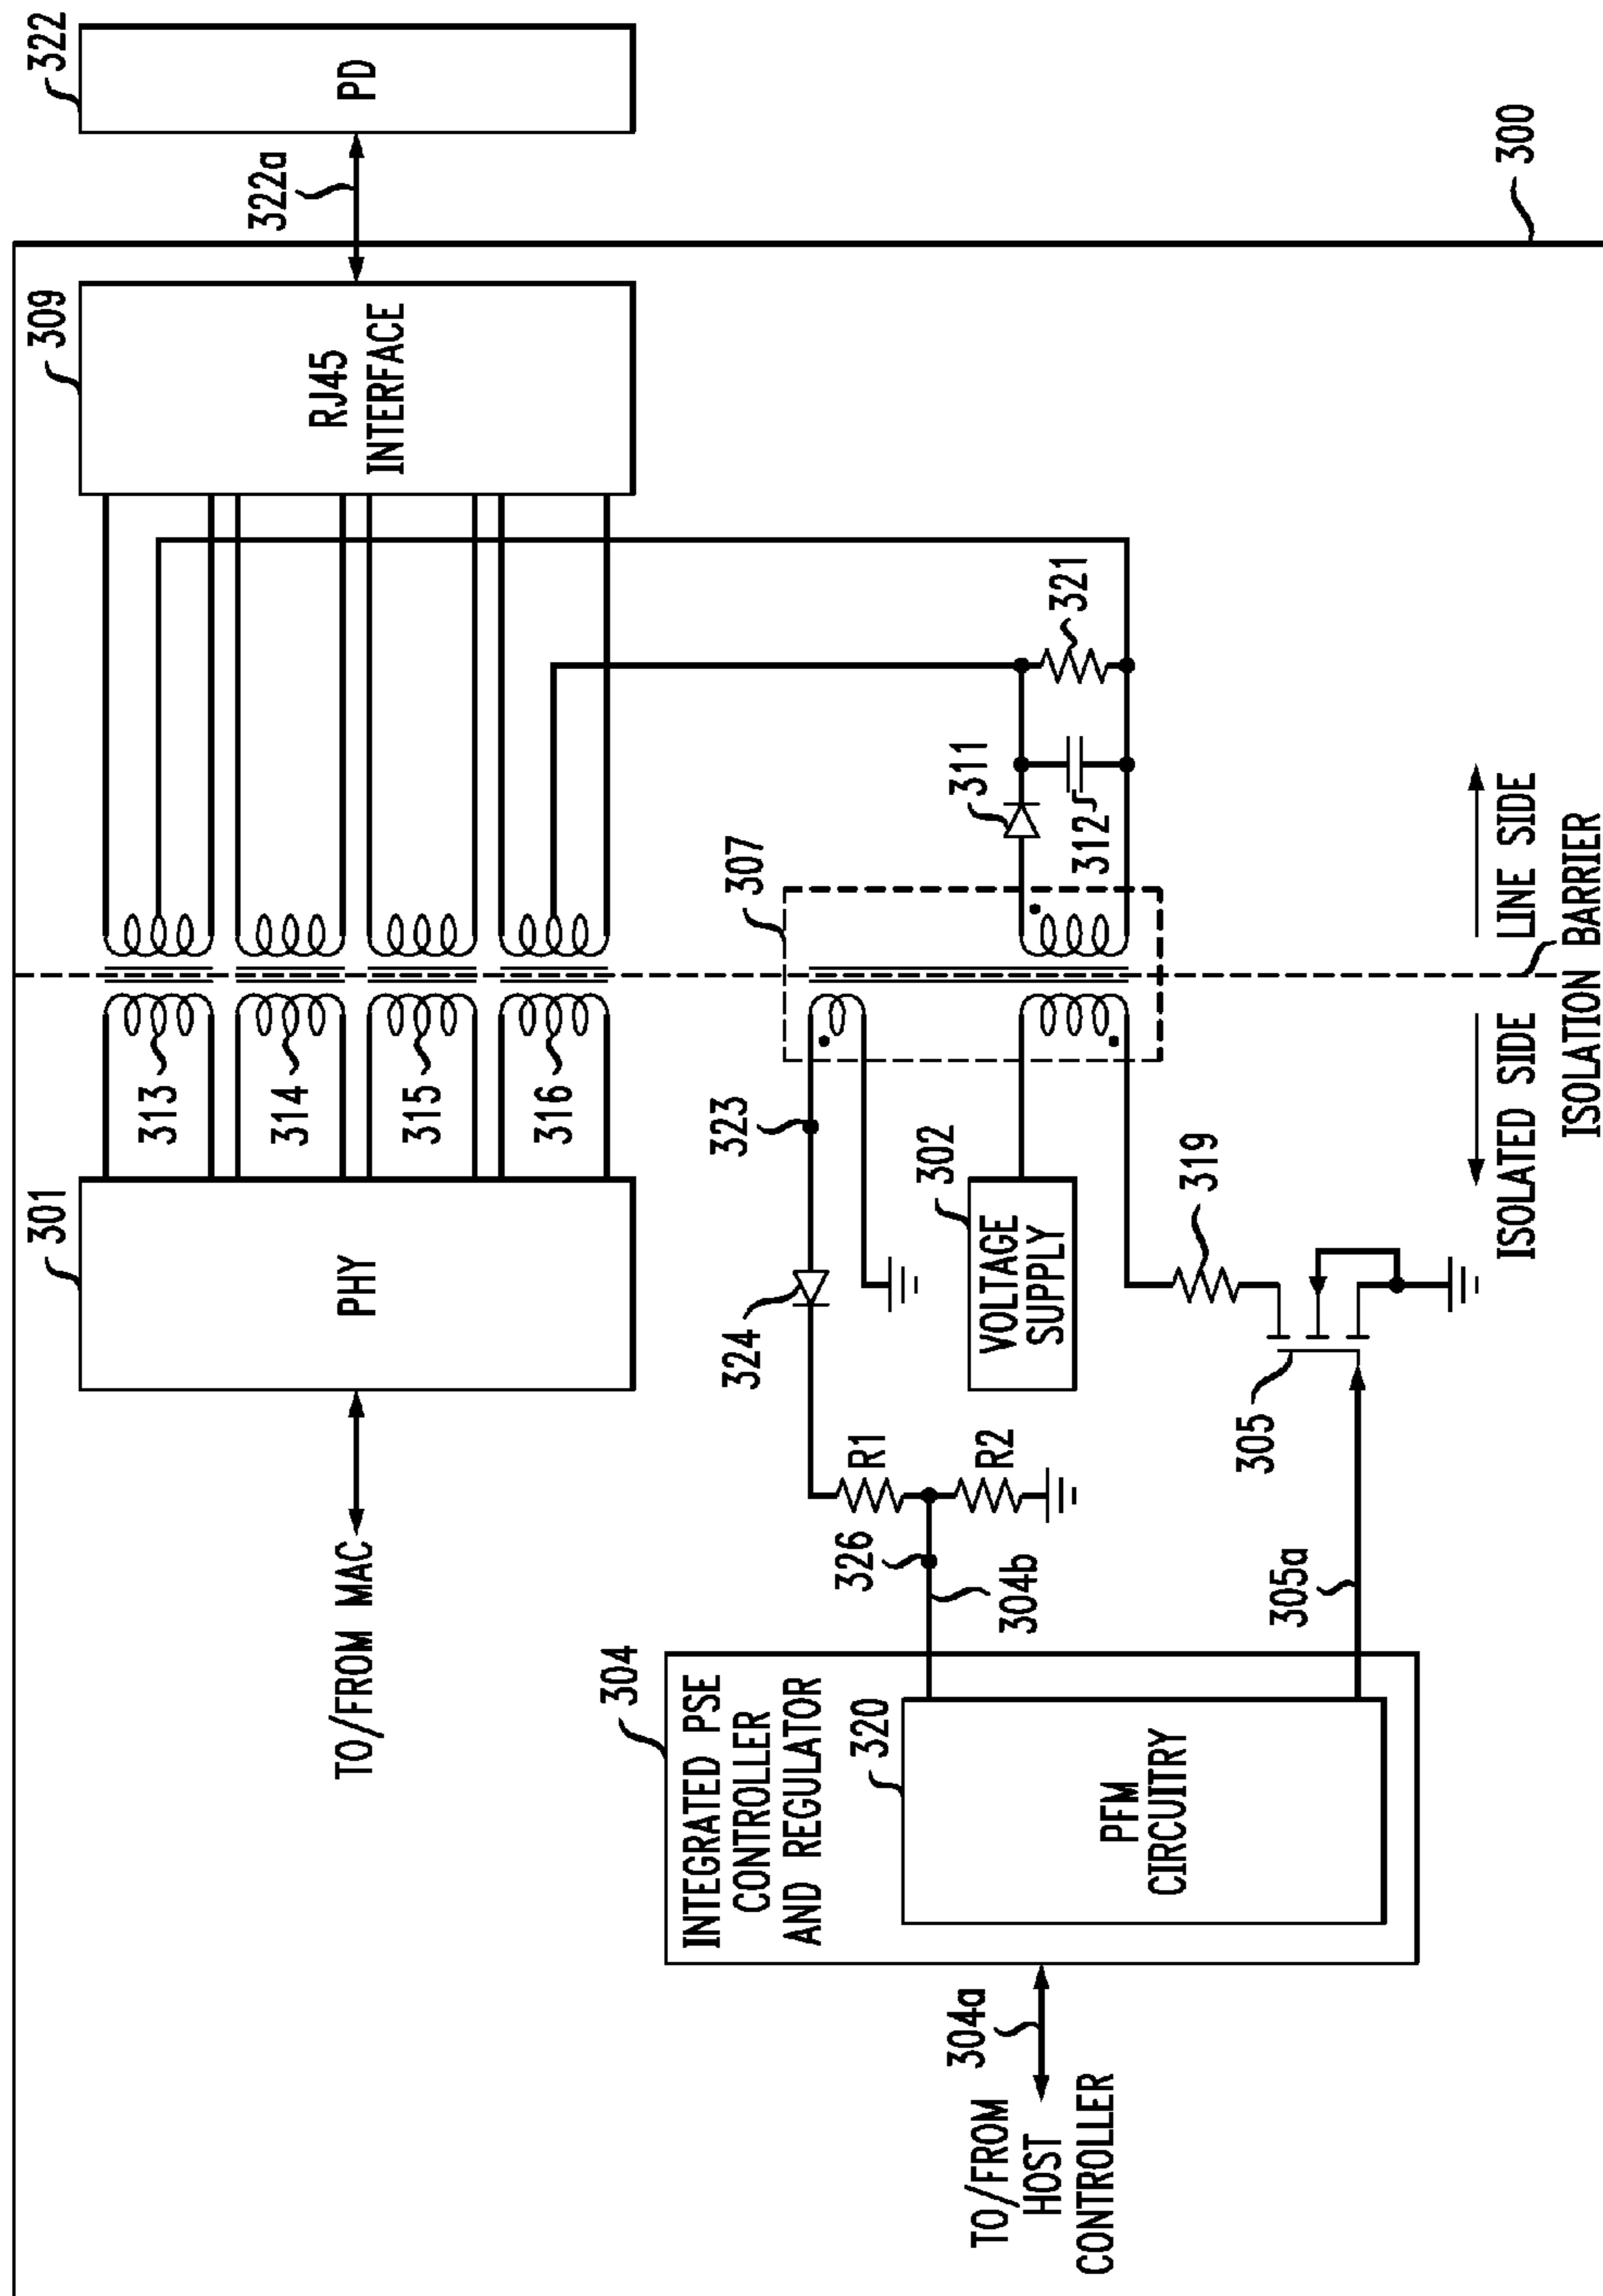 301
PHY
TO/FROM MAC
313
314
315
316
309
RJ45
INTERFACE
322a
322
PD
304
INTEGRATED PSE
CONTROLLER
AND REGULATOR
320
PFM
CIRCUITRY
TO/FROM
HOST
CONTROLLER
304a
326
304b
R1
R2
324
323
302
VOLTAGE
SUPPLY
307
311
312
321
319
305
305a
300
ISOLATED SIDE
LINE SIDE
ISOLATION BARRIER